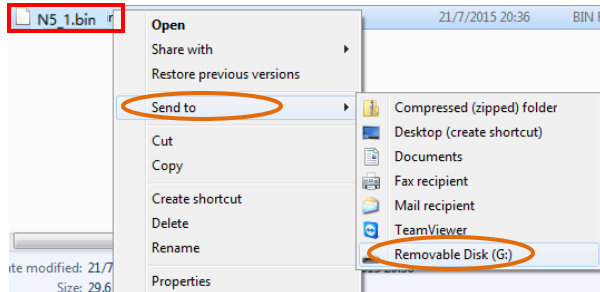 N5_1.bin
21/7/2015 20:36 BIN
Open
Share with
Restore previous versions
Send to
Cut
Copy
Create shortcut
Delete
Rename
Properties
Compressed (zipped) folder
Desktop (create shortcut)
Documents
Fax recipient
Mail recipient
TeamViewer
Removable Disk (G:)
te modified: 21/7
Size: 29.6